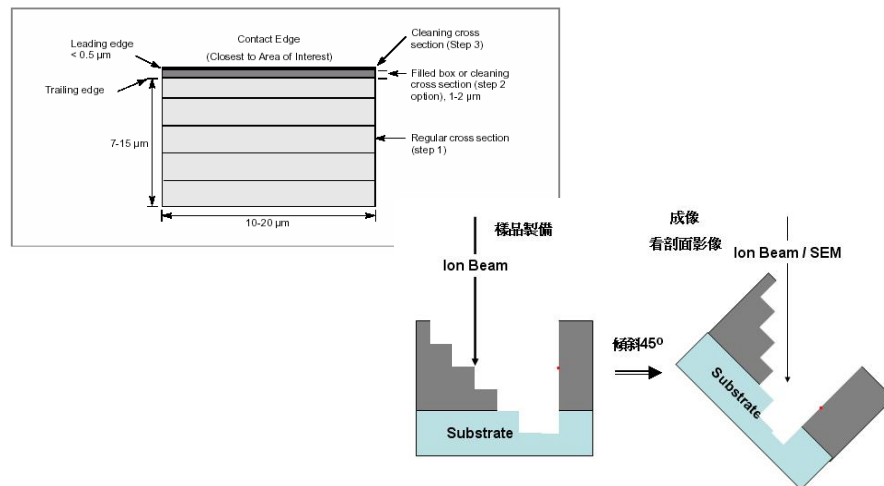 Contact Edge
(Closest to Area of Interest)
Leading edge
< 0.5 µm
Trailing edge
7-15 µm
10-20 µm
Cleaning cross
section (Step 3)
Filled box or cleaning
cross section (step 2
option), 1-2 µm
Regular cross section
(step 1)
樣品製備
Ion Beam
Substrate
傾斜45º
成像
看剖面影像
Ion Beam / SEM
Substrate